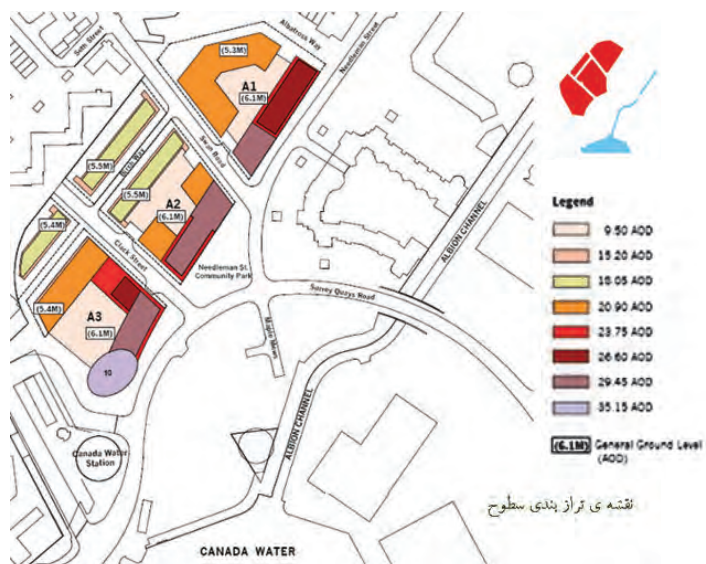 Albatross Way
Needleman Street
(5.3M)
A1
(6.1M)
Swan Road
(5.5M)
(5.5M)
A2
(6.1M)
(5.4M)
Clack Street
Needleman St.
Community Park
Surrey Quays Road
ALBION CHANNEL
(5.4M)
A3
(6.1M)
10
Maple Mews
Canada Water
Station
ALBION CHANNEL
CANADA WATER
Legend
9.50 AOD
15.20 AOD
18.05 AOD
20.90 AOD
23.75 AOD
26.60 AOD
29.45 AOD
35.15 AOD
(6.1M) General Ground Level
(AOD)
نقشه ی تراز بندی سطوح